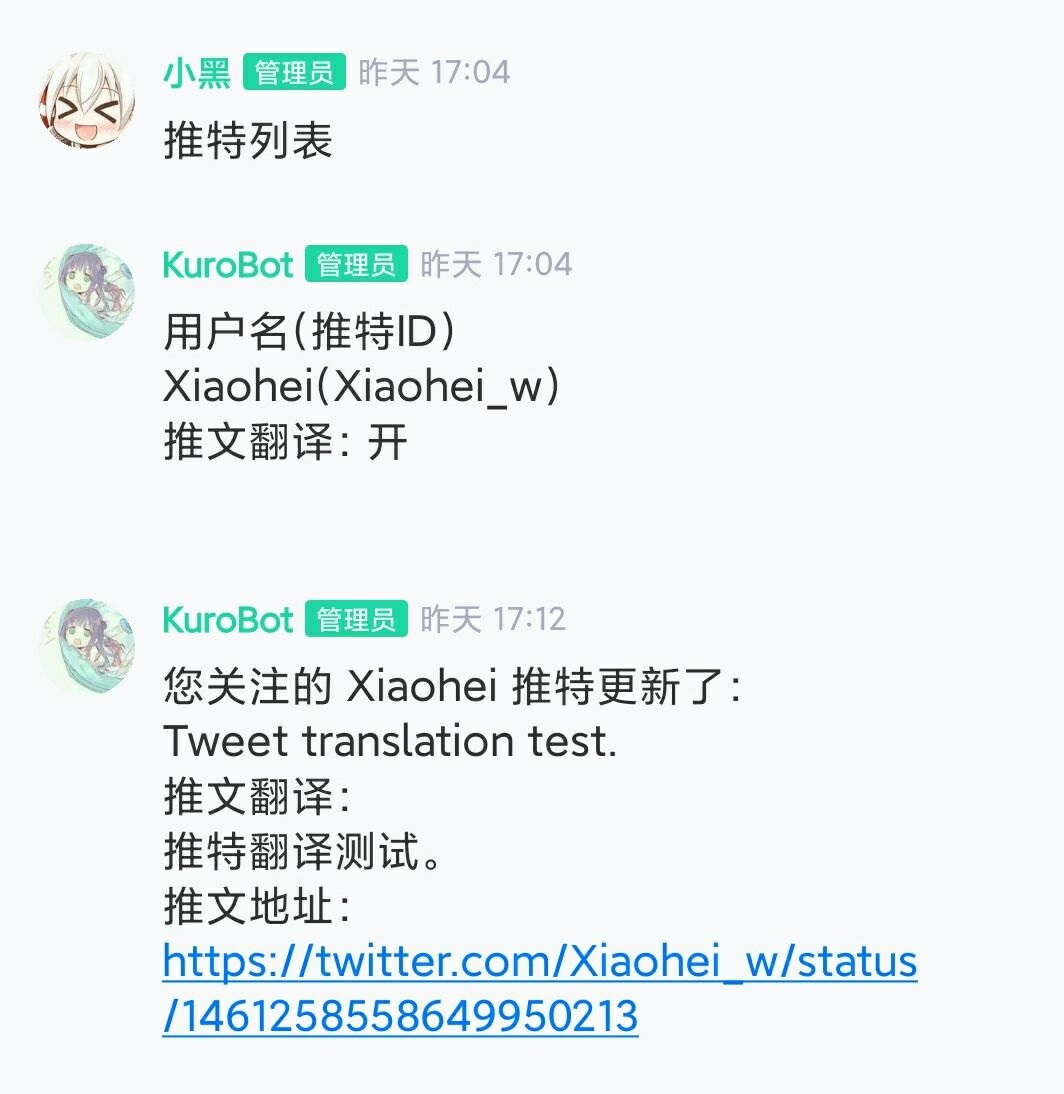 小黑 管理员 昨天 17:04
推特列表
KuroBot 管理员 昨天 17:04
用户名(推特ID)
Xiaohei(Xiaohei_w)
推文翻译: 开
KuroBot 管理员 昨天 17:12
您关注的 Xiaohei 推特更新了:
Tweet translation test.
推文翻译:
推特翻译测试。
推文地址:
https://twitter.com/Xiaohei_w/status
/1461258558649950213